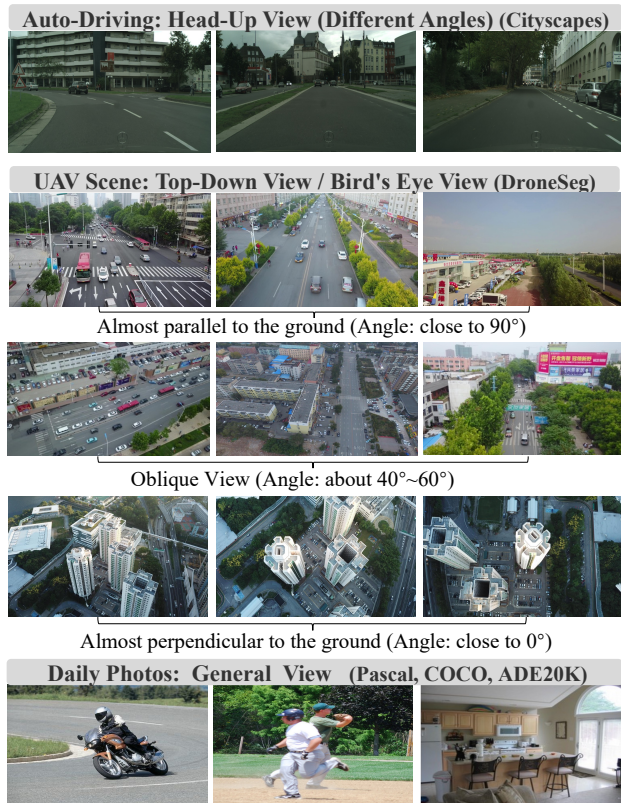 Auto-Driving: Head-Up View (Different Angles) (Cityscapes)
UAV Scene: Top-Down View / Bird's Eye View (DroneSeg)
Almost parallel to the ground (Angle: close to 90°)
Oblique View (Angle: about 40°~60°)
Almost perpendicular to the ground (Angle: close to 0°)
Daily Photos: General View (Pascal, COCO, ADE20K)